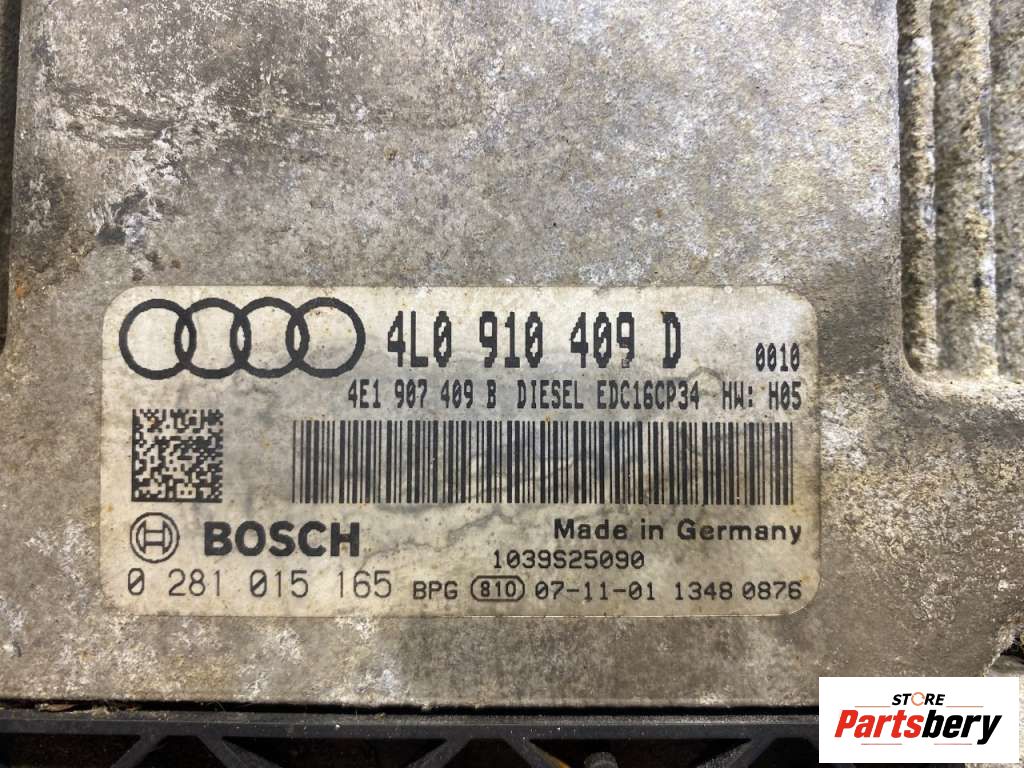 4L0 910 409 D 0010
4E1 907 409 B DIESEL EDC16CP34 HW: H05
BOSCH Made in Germany
1039S25090
0 281 015 165 BPG 810 07-11-01 1348 0876
STORE
Partsbery